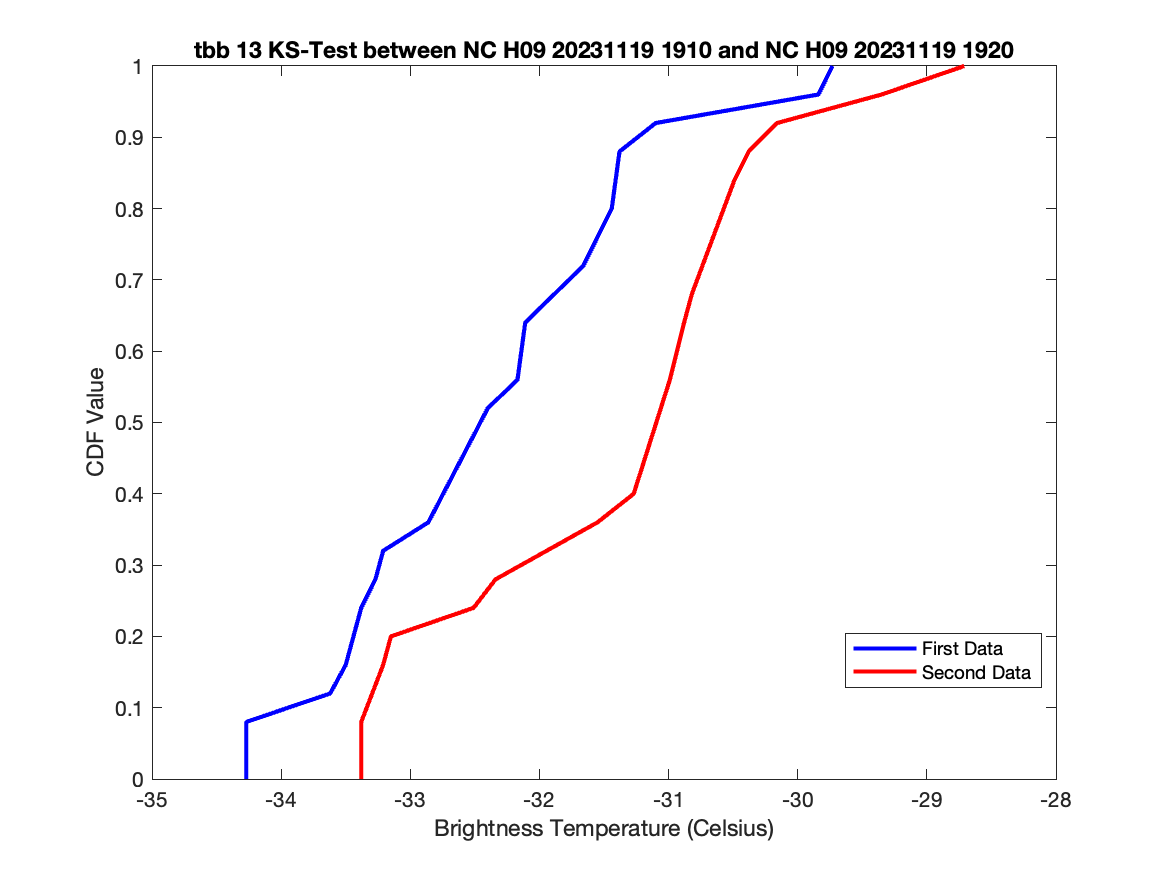 tbb 13 KS-Test between NC H09 20231119 1910 and NC H09 20231119 1920
1
0.9
0.8
0.7
0.6
0.5
0.4
0.3
0.2
0.1
0
CDF Value
First Data
Second Data
-35 -34 -33 -32 -31 -30 -29 -28
Brightness Temperature (Celsius)